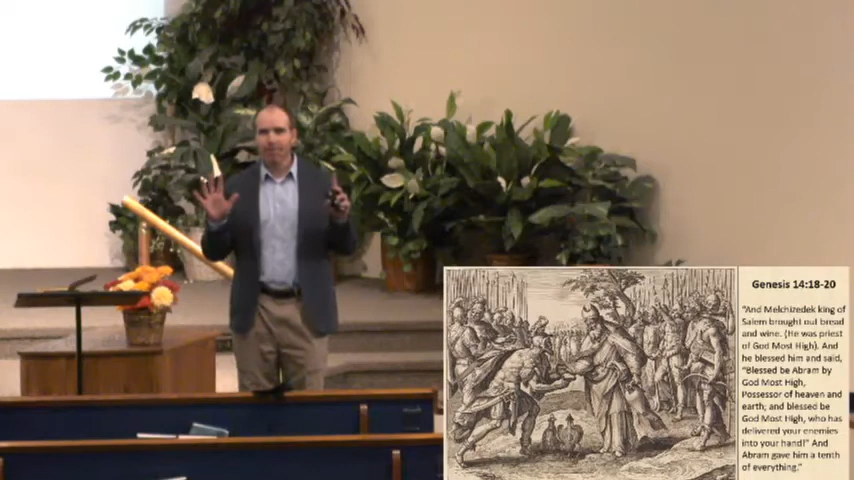 Genesis 14:18-20
"And Melchizedek king of
Salem brought out bread
and wine. (He was priest
of God Most High). And
he blessed him and said,
"Blessed be Abram by
God Most High,
Possessor of heaven and
earth; and blessed be
God Most High, who has
delivered your enemies
into your hand!" And
Abram gave him a tenth
of everything."